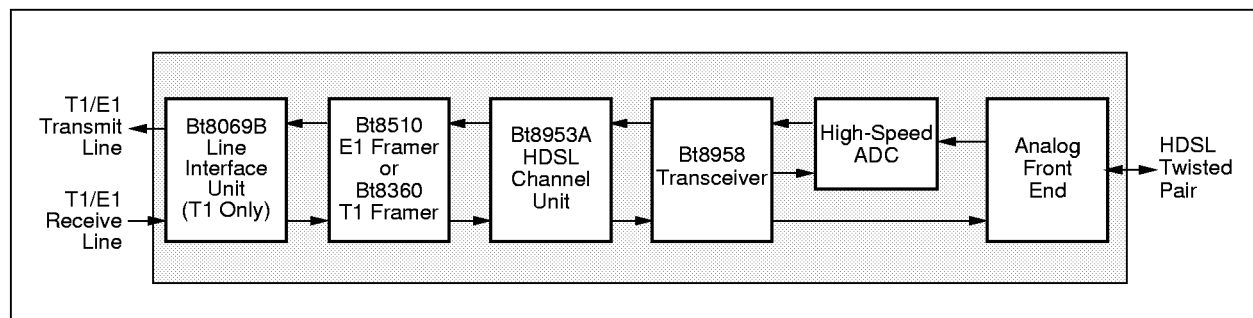 T1/E1
Transmit
Line
T1/E1
Receive
Line
Bt8069B
Line
Interface
Unit
(T1 Only)
Bt8510
E1 Framer
or
Bt8360
T1 Framer
Bt8953A
HDSL
Channel
Unit
Bt8958
Transceiver
High-Speed
ADC
Analog
Front
End
HDSL
Twisted
Pair